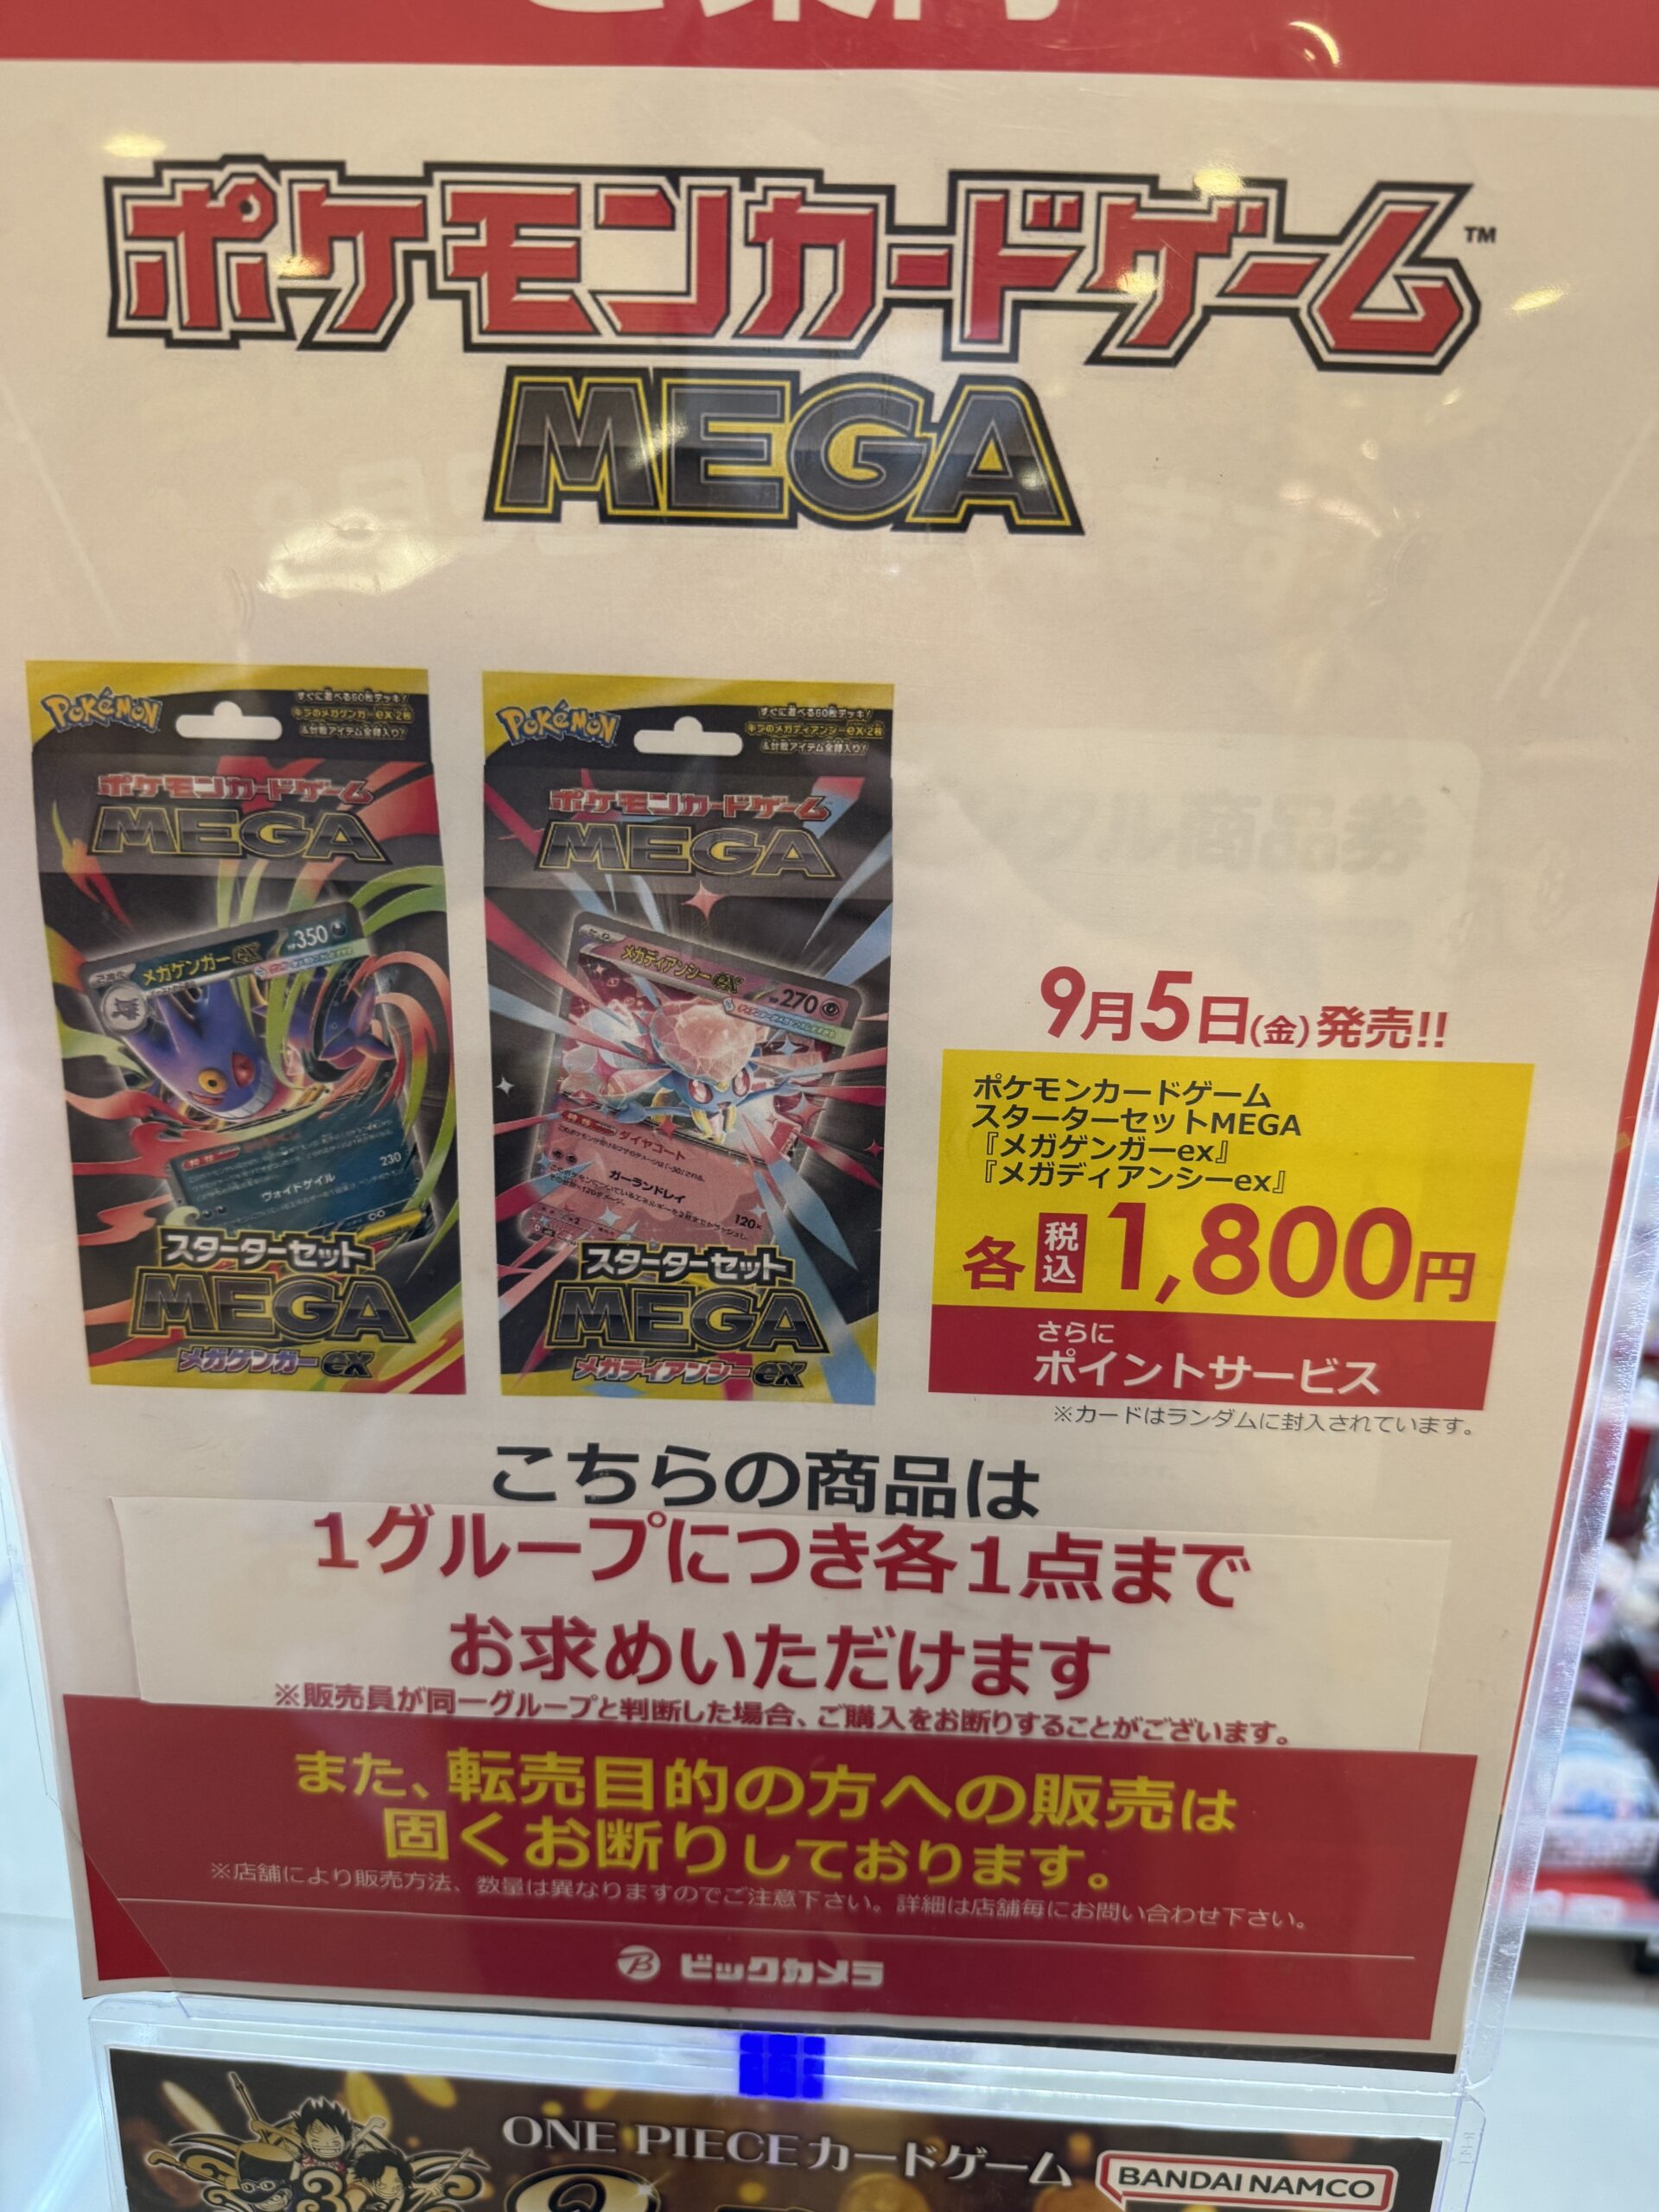 ご案内
ポケモンカードゲーム™
MEGA
Pokémon
すぐに遊べる60枚デッキ!
キラのメガゲンガーex 2枚
&対戦アイテム全部入り!
ポケモンカードゲーム
MEGA
メガゲンガーex
HP350
230
ヴォイドゲイル
スターターセット
MEGA
メガゲンガーex
Pokémon
すぐに遊べる60枚デッキ!
キラのメガディアンシーex 2枚
&対戦アイテム全部入り!
ポケモンカードゲーム
MEGA
メガディアンシーex
HP270
ダイヤコート
ガーランドレイ
120×
スターターセット
MEGA
メガディアンシーex
9月5日(金)発売!!
ポケモンカードゲーム
スターターセットMEGA
『メガゲンガーex』
『メガディアンシーex』
各税込1,800円
さらに
ポイントサービス
※カードはランダムに封入されています。
こちらの商品は
1グループにつき各1点まで
お求めいただけます
※販売員が同一グループと判断した場合、ご購入をお断りすることがございます。
また、転売目的の方への販売は
固くお断りしております。
※店舗により販売方法、数量は異なりますのでご注意下さい。詳細は店舗毎にお問い合わせ下さい。
ビックカメラ
ONE PIECEカードゲーム
BANDAI NAMCO